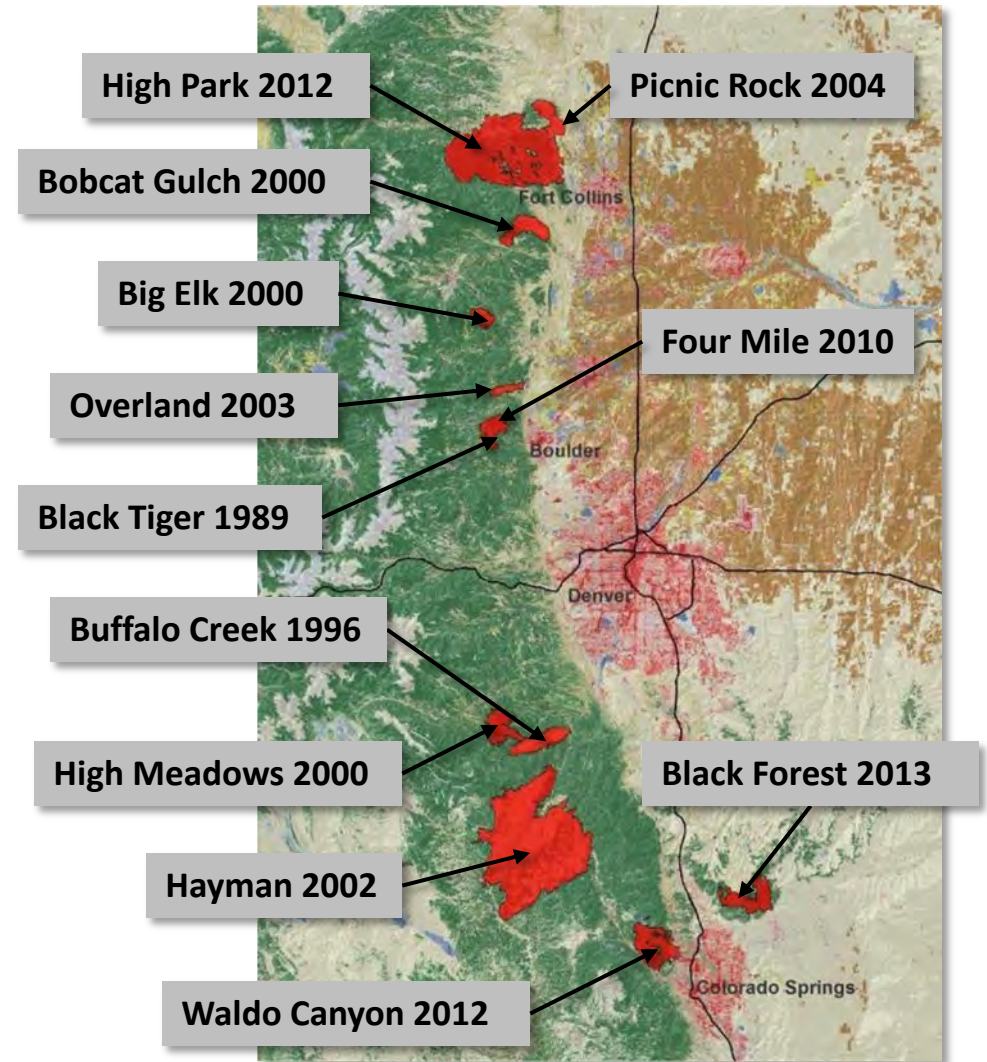 High Park 2012
Picnic Rock 2004
Bobcat Gulch 2000
Fort Collins
Big Elk 2000
Four Mile 2010
Overland 2003
Boulder
Black Tiger 1989
Denver
Buffalo Creek 1996
High Meadows 2000
Black Forest 2013
Hayman 2002
Colorado Springs
Waldo Canyon 2012